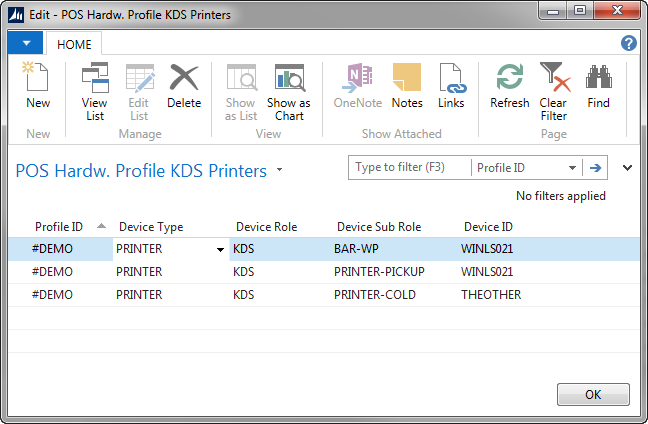 Edit - POS Hardw. Profile KDS Printers
HOME
New
View List
Edit List
Delete
Show as List
Show as Chart
OneNote
Notes
Links
Refresh
Clear Filter
Find
New
Manage
View
Show Attached
Page
POS Hardw. Profile KDS Printers
Type to filter (F3)
Profile ID
No filters applied
Profile ID Device Type Device Role Device Sub Role Device ID
#DEMO PRINTER KDS BAR-WP WINLS021
#DEMO PRINTER KDS PRINTER-PICKUP WINLS021
#DEMO PRINTER KDS PRINTER-COLD THEOTHER
OK